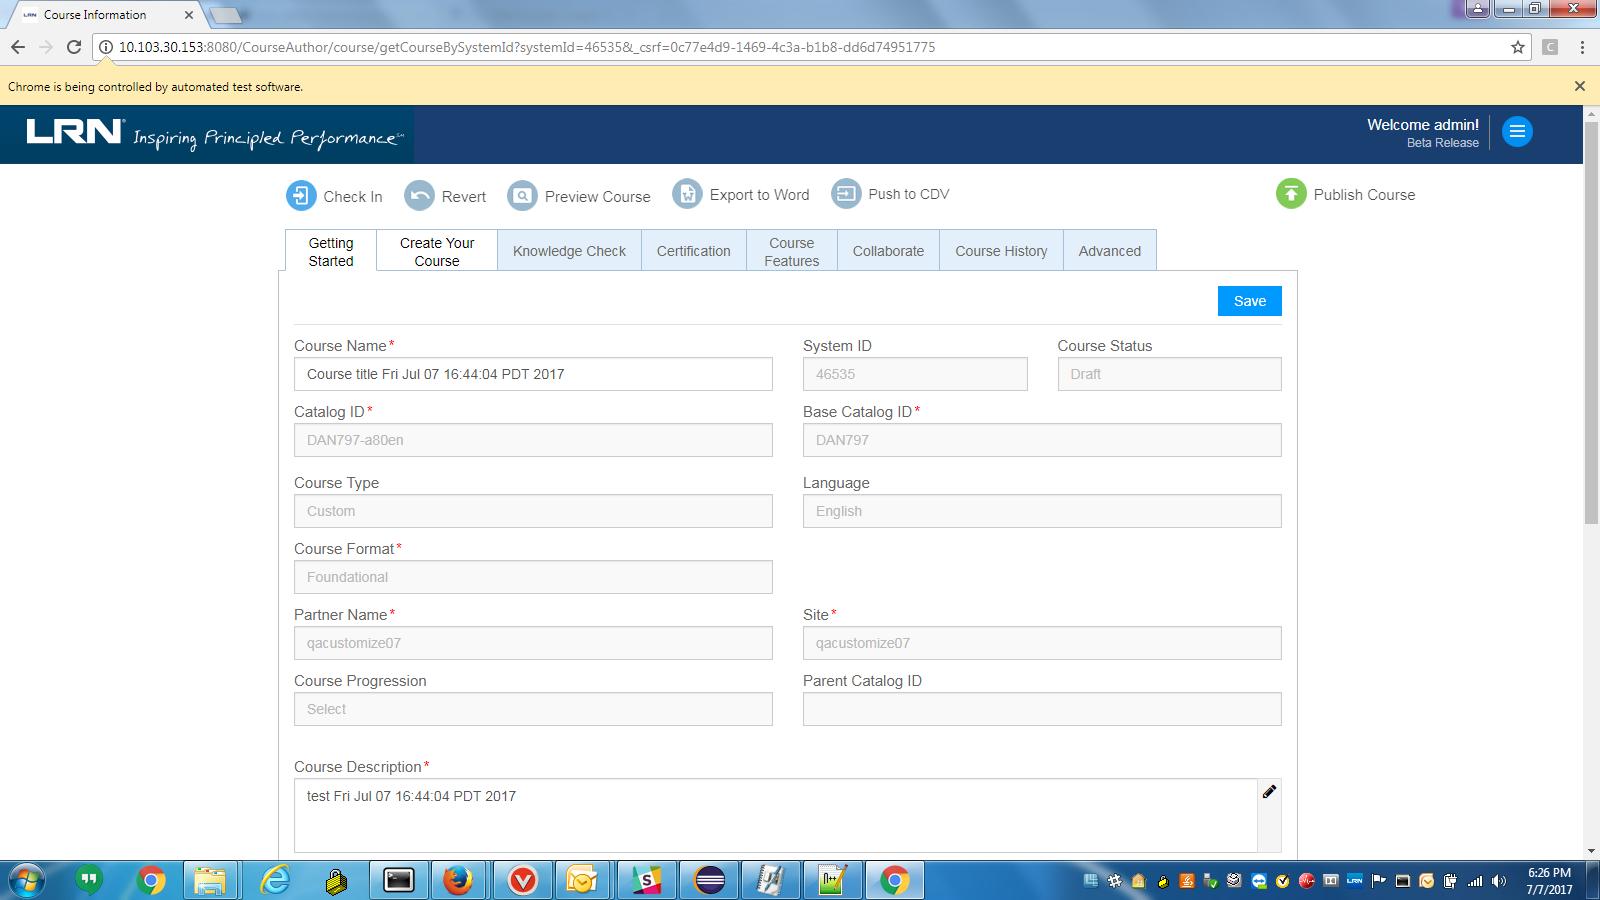 LRN Course Information
10.103.30.153:8080/CourseAuthor/course/getCourseBySystemId?systemId=46535&_csrf=0c77e4d9-1469-4c3a-b1b8-dd6d74951775
C
Chrome is being controlled by automated test software.
LRN Inspiring Principled Performance
Welcome admin!
Beta Release
Check In
Revert
Preview Course
Export to Word
Push to CDV
Publish Course
Getting Started
Create Your Course
Knowledge Check
Certification
Course Features
Collaborate
Course History
Advanced
Save
Course Name*
System ID
Course Status
Course title Fri Jul 07 16:44:04 PDT 2017
46535
Draft
Catalog ID*
Base Catalog ID*
DAN797-a80en
DAN797
Course Type
Language
Custom
English
Course Format*
Foundational
Partner Name*
Site*
qacustomize07
qacustomize07
Course Progression
Parent Catalog ID
Select
Course Description*
test Fri Jul 07 16:44:04 PDT 2017
LRN
6:26 PM
7/7/2017